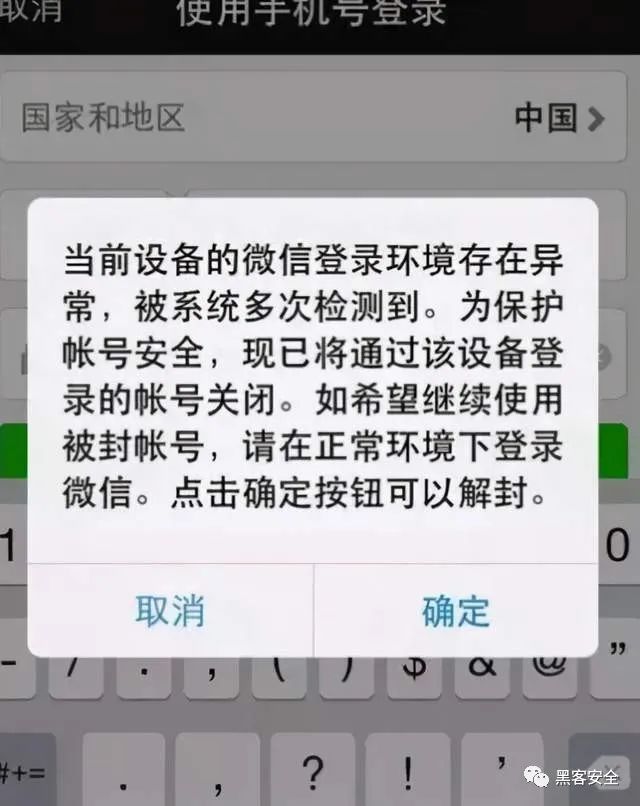 取消
使用手机号登录
国家和地区
中国
当前设备的微信登录环境存在异
常，被系统多次检测到。为保护
帐号安全，现已将通过该设备登
录的帐号关闭。如希望继续使用
被封帐号，请在正常环境下登录
微信。点击确定按钮可以解封。
取消
确定
1 0
- / . , ( ) $ & @ ”
#+= . , ? ! ’
黑客安全